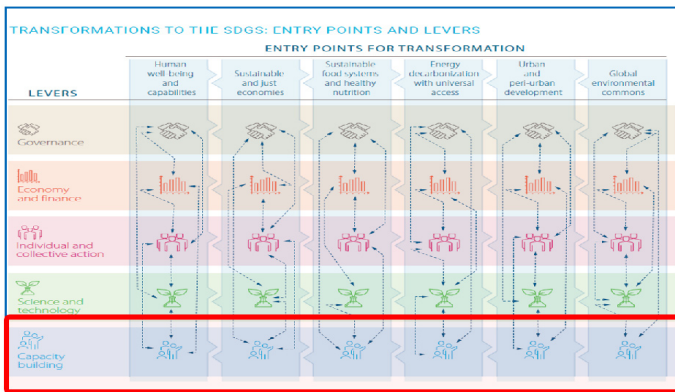 TRANSFORMATIONS TO THE SDGS: ENTRY POINTS AND LEVERS
ENTRY POINTS FOR TRANSFORMATION
LEVERS
Human
well-being
and
capabilities
Sustainable
and just
economies
Sustainable
food systems
and healthy
nutrition
Energy
decarbonization
with universal
access
Urban
and
peri-urban
development
Global
environmental
commons
Governance
Economy
and finance
Individual and
collective action
Science and
technology
Capacity
building